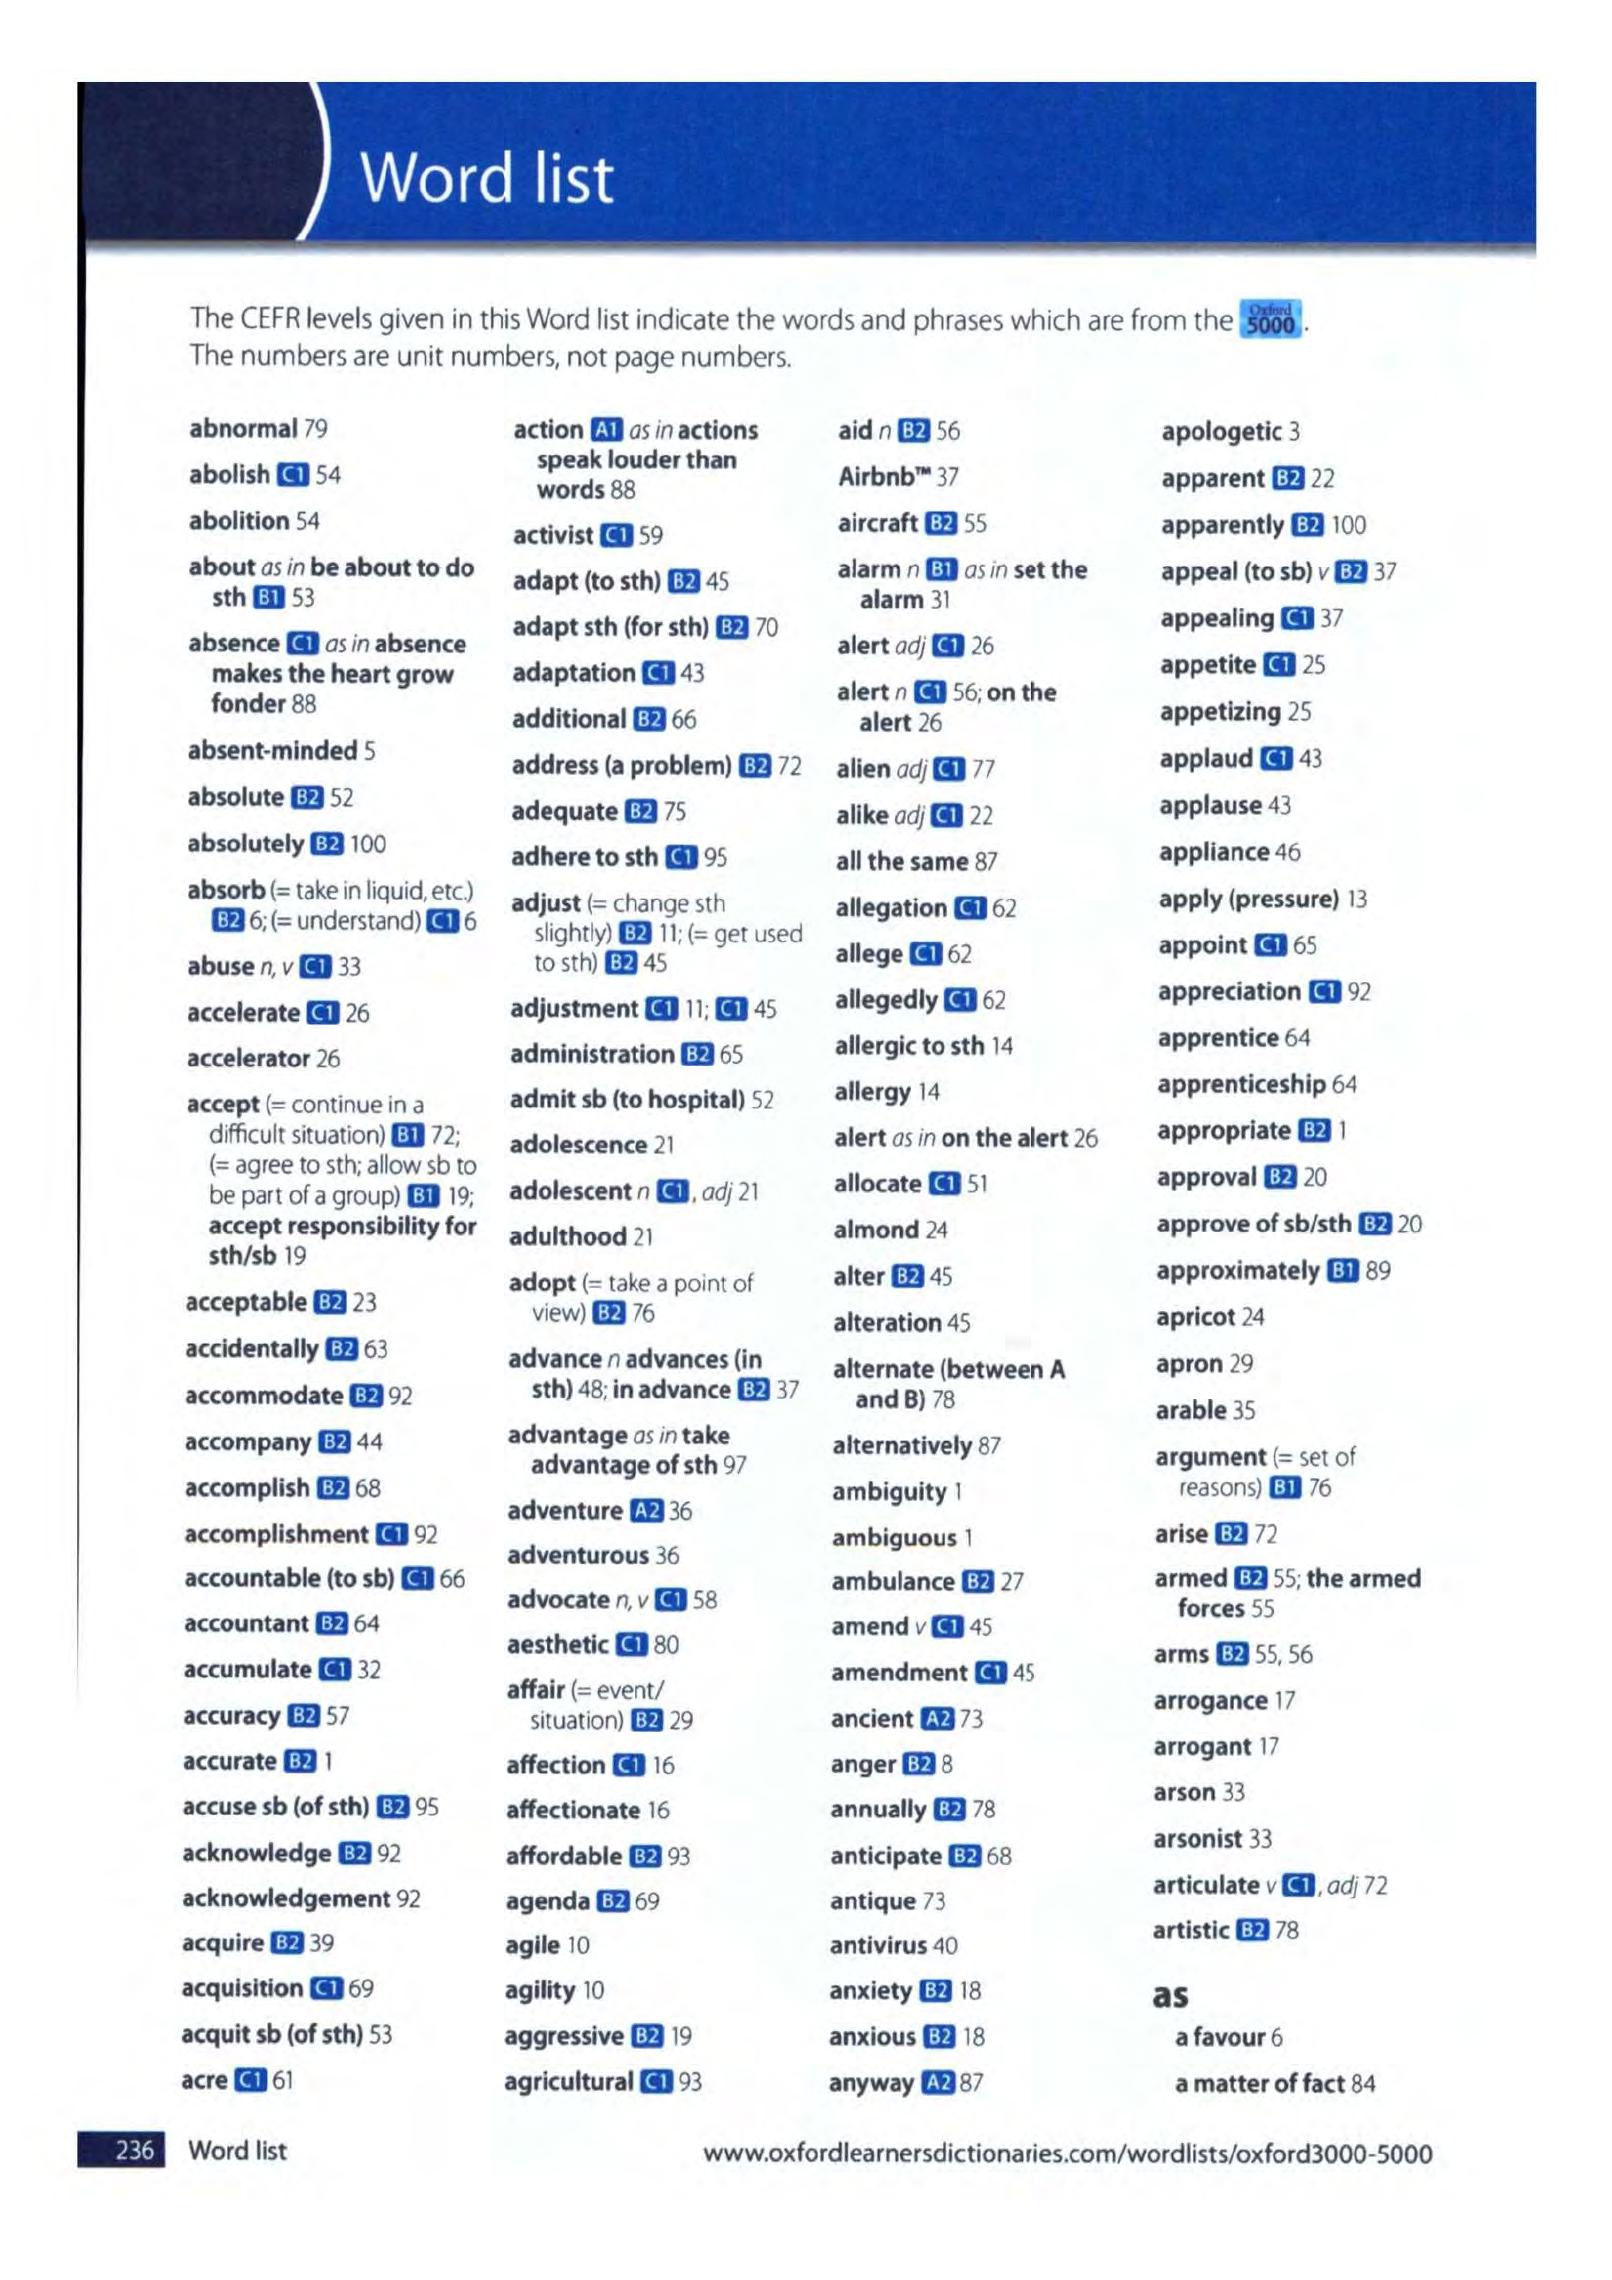 Word list
The CEFR levels given in this Word list indicate the words and phrases which are from the Oxford 5000.
The numbers are unit numbers, not page numbers.
abnormal 79
abolish C1 54
abolition 54
about as in be about to do
sth B1 53
absence C1 as in absence
makes the heart grow
fonder 88
absent-minded 5
absolute B2 52
absolutely B2 100
absorb (= take in liquid, etc.)
B2 6; (= understand) C1 6
abuse n, v C1 33
accelerate C1 26
accelerator 26
accept (= continue in a
difficult situation) B1 72;
(= agree to sth; allow sb to
be part of a group) B1 19;
accept responsibility for
sth/sb 19
acceptable B2 23
accidentally B2 63
accommodate B2 92
accompany B2 44
accomplish B2 68
accomplishment C1 92
accountable (to sb) C1 66
accountant B2 64
accumulate C1 32
accuracy B2 57
accurate B2 1
accuse sb (of sth) B2 95
acknowledge B2 92
acknowledgement 92
acquire B2 39
acquisition C1 69
acquit sb (of sth) 53
acre C1 61
action A1 as in actions
speak louder than
words 88
activist C1 59
adapt (to sth) B2 45
adapt sth (for sth) B2 70
adaptation C1 43
additional B2 66
address (a problem) B2 72
adequate B2 75
adhere to sth C1 95
adjust (= change sth
slightly) B2 11; (= get used
to sth) B2 45
adjustment C1 11; C1 45
administration B2 65
admit sb (to hospital) 52
adolescence 21
adolescent n C1, adj 21
adulthood 21
adopt (= take a point of
view) B2 76
advance n advances (in
sth) 48; in advance B2 37
advantage as in take
advantage of sth 97
adventure A2 36
adventurous 36
advocate n, v C1 58
aesthetic C1 80
affair (= event/
situation) B2 29
affection C1 16
affectionate 16
affordable B2 93
agenda B2 69
agile 10
agility 10
aggressive B2 19
agricultural C1 93
aid n B2 56
Airbnb™ 37
aircraft B2 55
alarm n B1 as in set the
alarm 31
alert adj C1 26
alert n C1 56; on the
alert 26
alien adj C1 77
alike adj C1 22
all the same 87
allegation C1 62
allege C1 62
allegedly C1 62
allergic to sth 14
allergy 14
alert as in on the alert 26
allocate C1 51
almond 24
alter B2 45
alteration 45
alternate (between A
and B) 78
alternatively 87
ambiguity 1
ambiguous 1
ambulance B2 27
amend v C1 45
amendment C1 45
ancient A2 73
anger B2 8
annually B2 78
anticipate B2 68
antique 73
antivirus 40
anxiety B2 18
anxious B2 18
anyway A2 87
apologetic 3
apparent B2 22
apparently B2 100
appeal (to sb) v B2 37
appealing C1 37
appetite C1 25
appetizing 25
applaud C1 43
applause 43
appliance 46
apply (pressure) 13
appoint C1 65
appreciation C1 92
apprentice 64
apprenticeship 64
appropriate B2 1
approval B2 20
approve of sb/sth B2 20
approximately B1 89
apricot 24
apron 29
arable 35
argument (= set of
reasons) B1 76
arise B2 72
armed B2 55; the armed
forces 55
arms B2 55, 56
arrogance 17
arrogant 17
arson 33
arsonist 33
articulate v C1, adj 72
artistic B2 78
as
a favour 6
a matter of fact 84
236 Word list
www.oxfordlearnersdictionaries.com/wordlists/oxford3000-5000